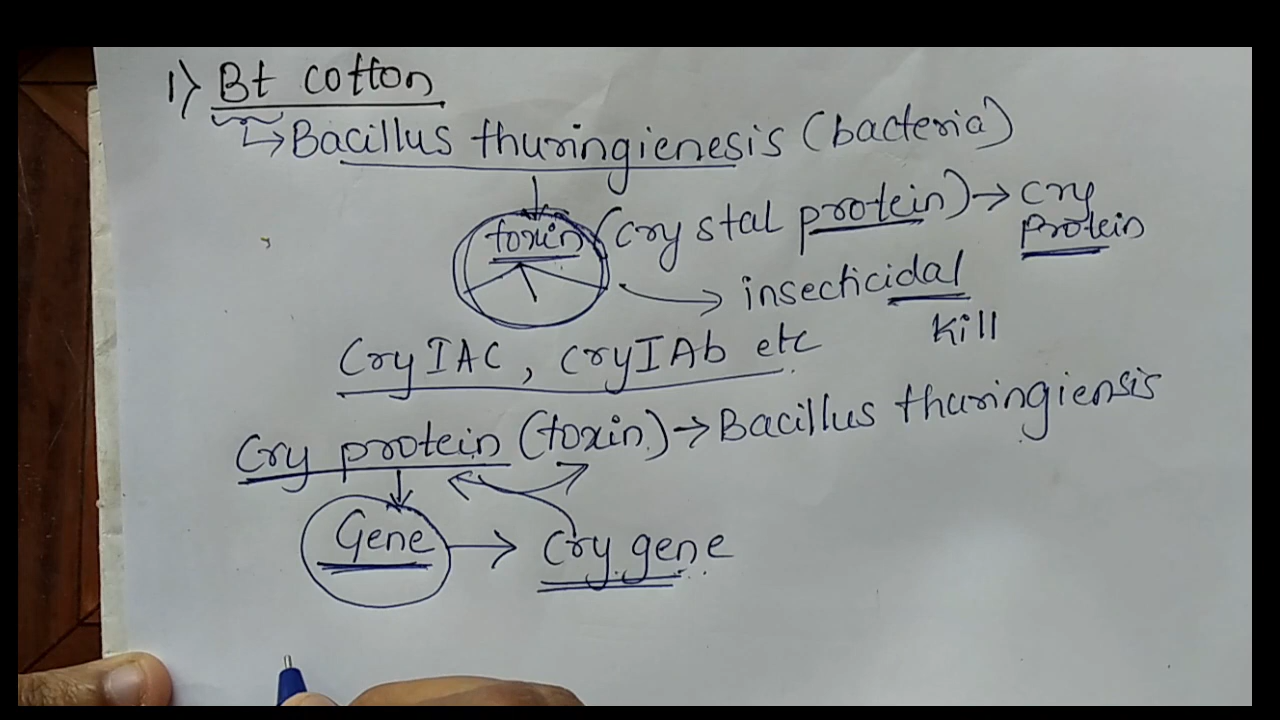 1) Bt cotton
Bacillus thuringienesis (bacteria)
toxin (crystal protein) → Cry
Protein
insecticidal
Kill
CryIAC, CryIAb etc
Cry protein (toxin) → Bacillus thuringiensis
Gene → Cry gene